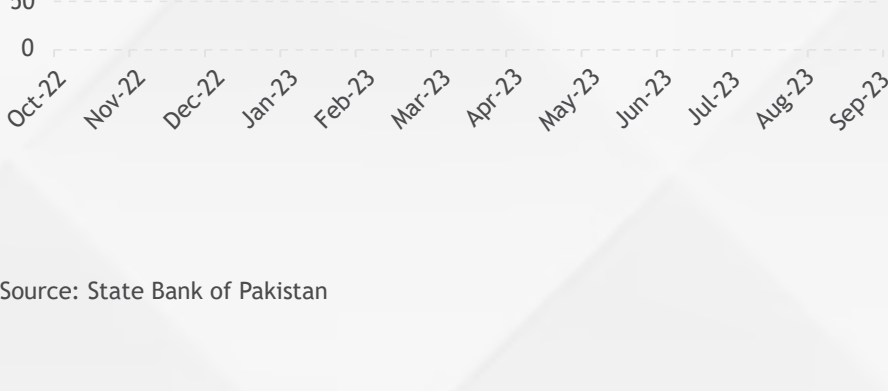 50
0
Oct-22 Nov-22 Dec-22 Jan-23 Feb-23 Mar-23 Apr-23 May-23 Jun-23 Jul-23 Aug-23 Sep-23
Source: State Bank of Pakistan